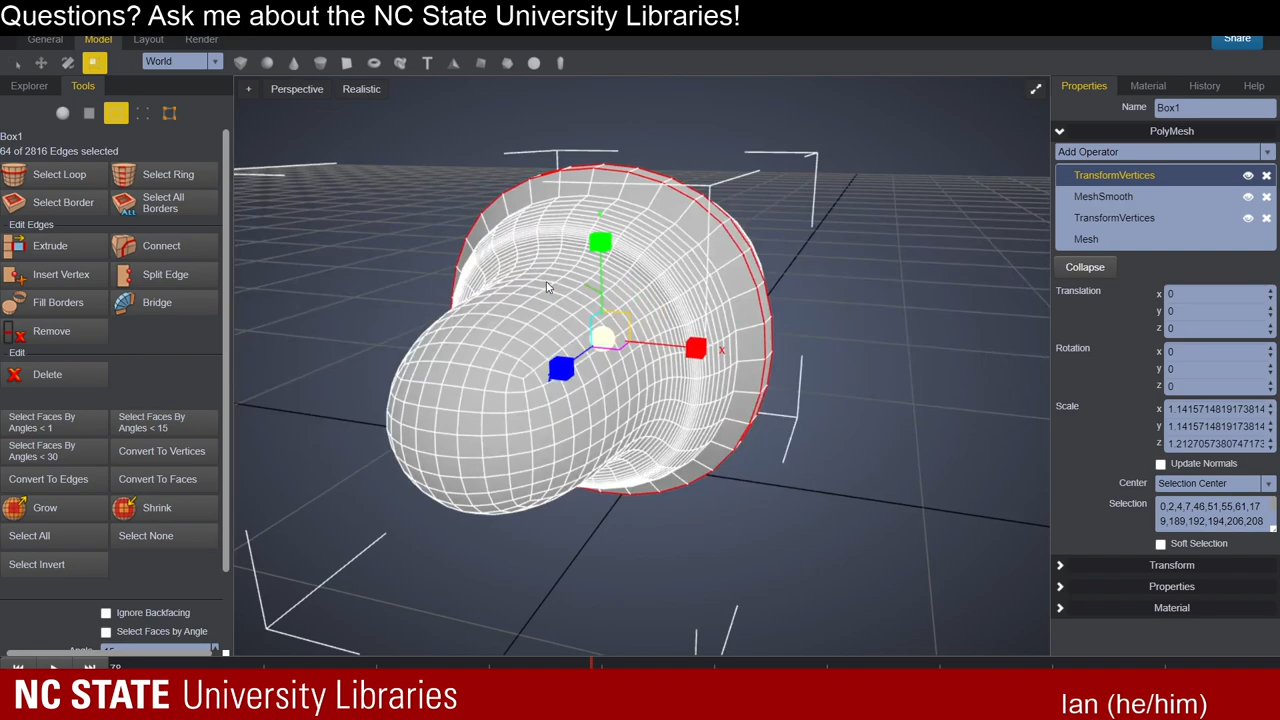 Questions? Ask me about the NC State University Libraries!
General Model Layout Render
Share
World
T
Explorer Tools
+ Perspective Realistic
Properties Material History Help
Name Box1
PolyMesh
Box1
64 of 2816 Edges selected
Add Operator
Select Loop Select Ring
TransformVertices
Select Border Select All Borders
MeshSmooth
TransformVertices
Edit Edges
Extrude Connect
Mesh
Insert Vertex Split Edge
Collapse
Fill Borders Bridge
Translation x 0
y 0
z 0
Remove
Edit
Rotation x 0
y 0
z 0
Delete
Scale x 1.1415714819173814
y 1.1415714819173814
z 1.2127057380747173
Select Faces By Angles < 1 Select Faces By Angles < 15
Select Faces By Angles < 30 Convert To Vertices
Update Normals
Convert To Edges Convert To Faces
Center Selection Center
Grow Shrink
Selection 0,2,4,7,46,51,55,61,17
9,189,192,194,206,208
Select All Select None
Soft Selection
Select Invert
Transform
Properties
Material
Ignore Backfacing
Select Faces by Angle
y
x
78
NC STATE University Libraries
Ian (he/him)